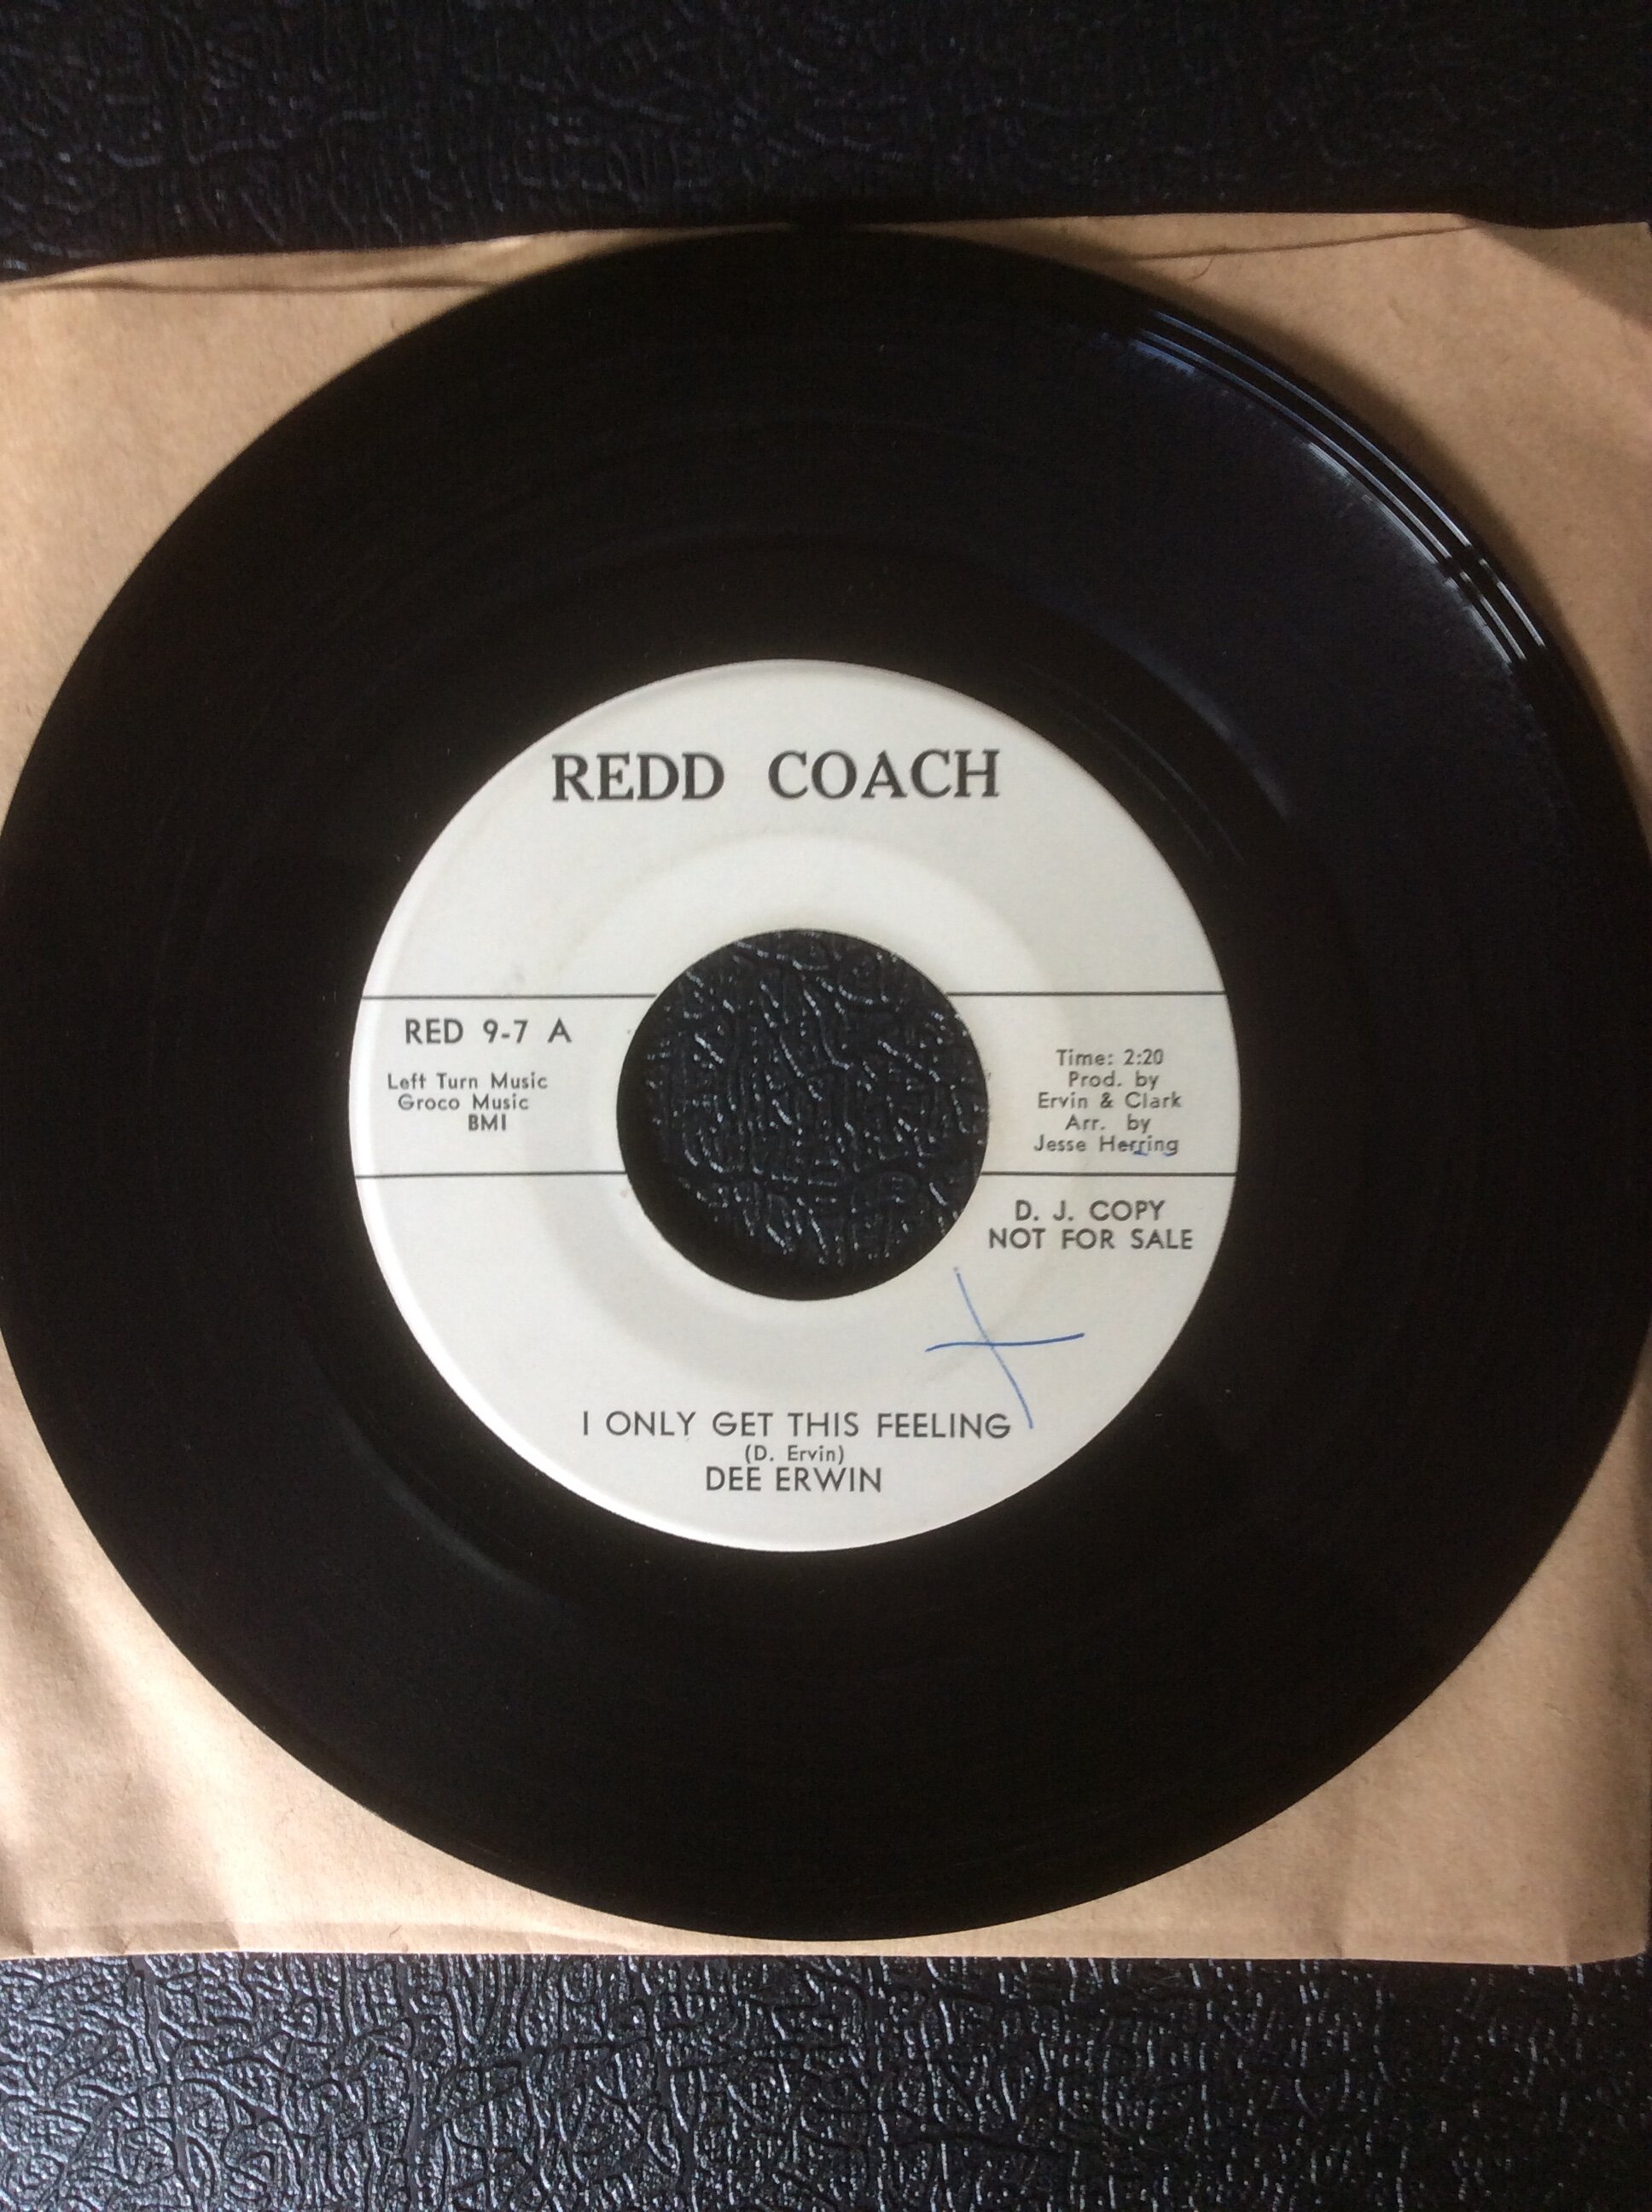 REDD COACH
RED 9-7 A
Left Turn Music
Groco Music
BMI
Time: 2:20
Prod. by
Ervin & Clark
Arr. by
Jesse Herring
D. J. COPY
NOT FOR SALE
I ONLY GET THIS FEELING
(D. Ervin)
DEE ERWIN